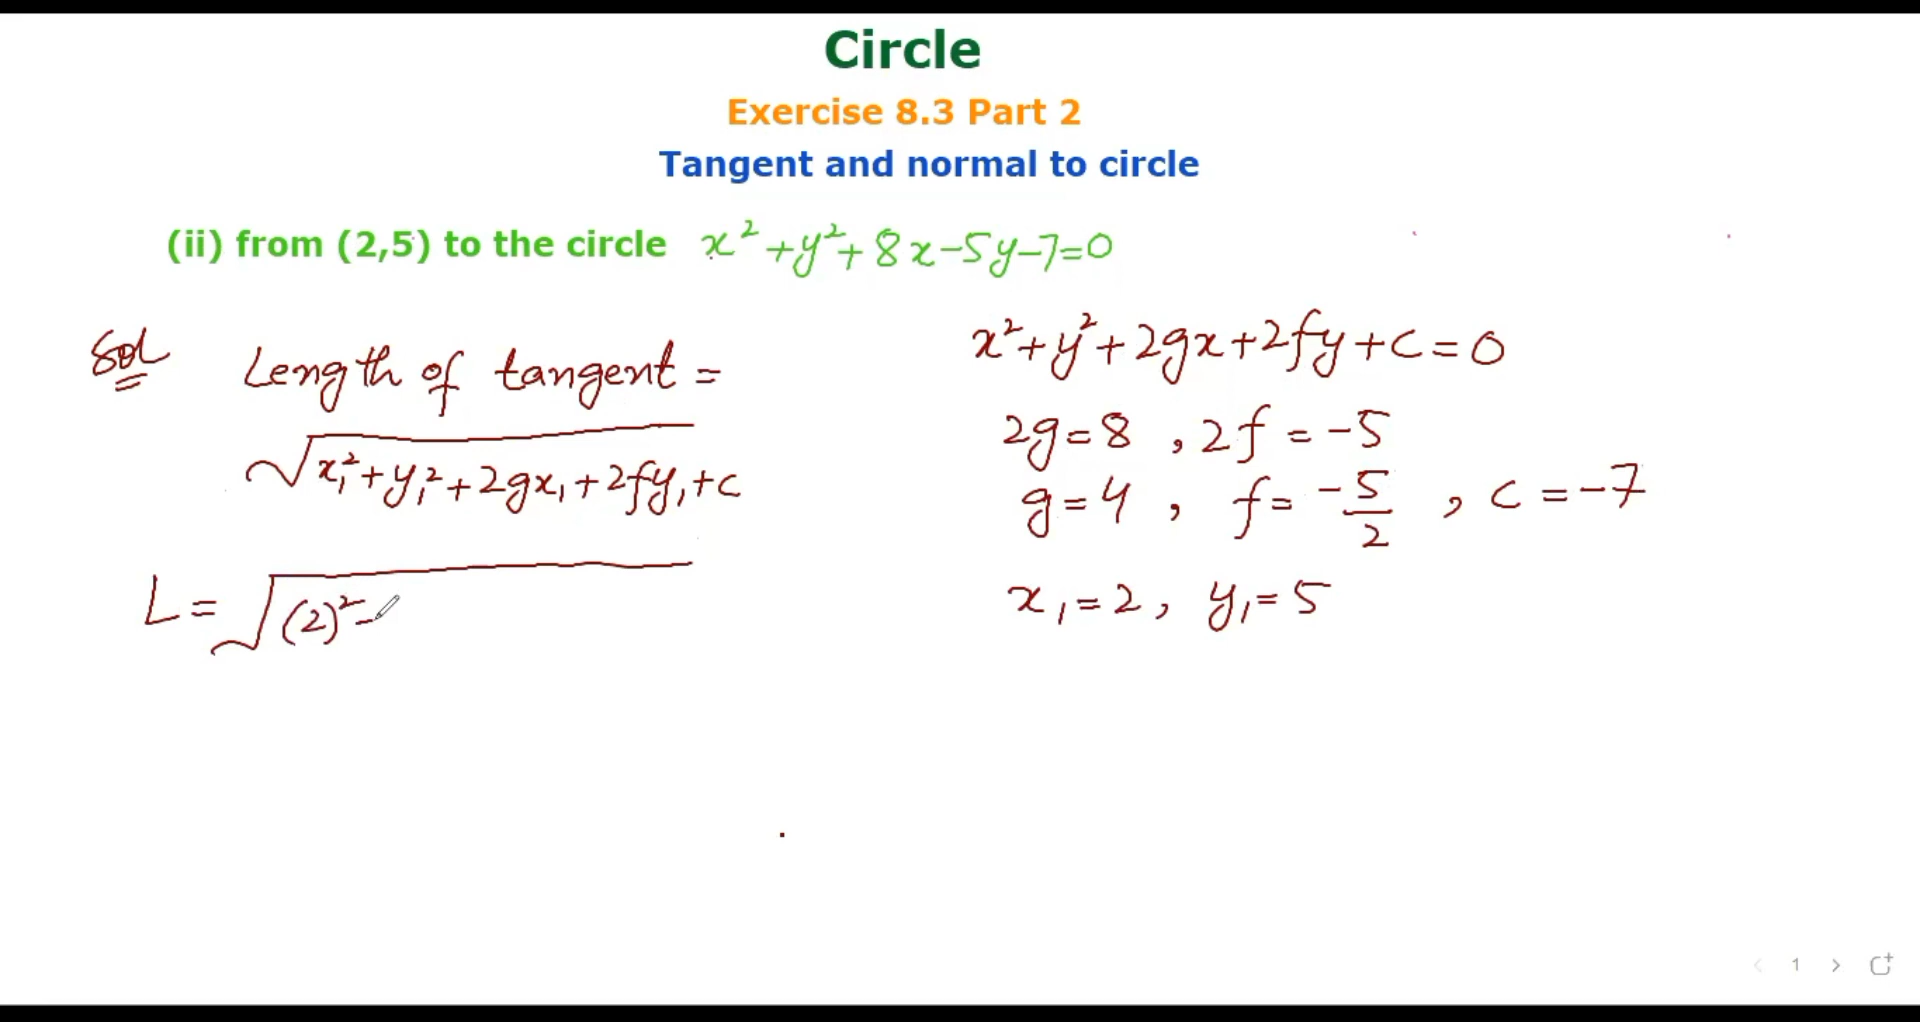 Circle
Exercise 8.3 Part 2
Tangent and normal to circle
(ii) from (2,5) to the circle x²+y²+8x-5y-7=0
Sol
Length of tangent =
√x₁²+y₁²+2gx₁+2fy₁+c
L = √(2)²
x²+y²+2gx+2fy+c=0
2g=8 , 2f = -5
g=4 , f= -5/2 , c = -7
x₁=2, y₁=5
1